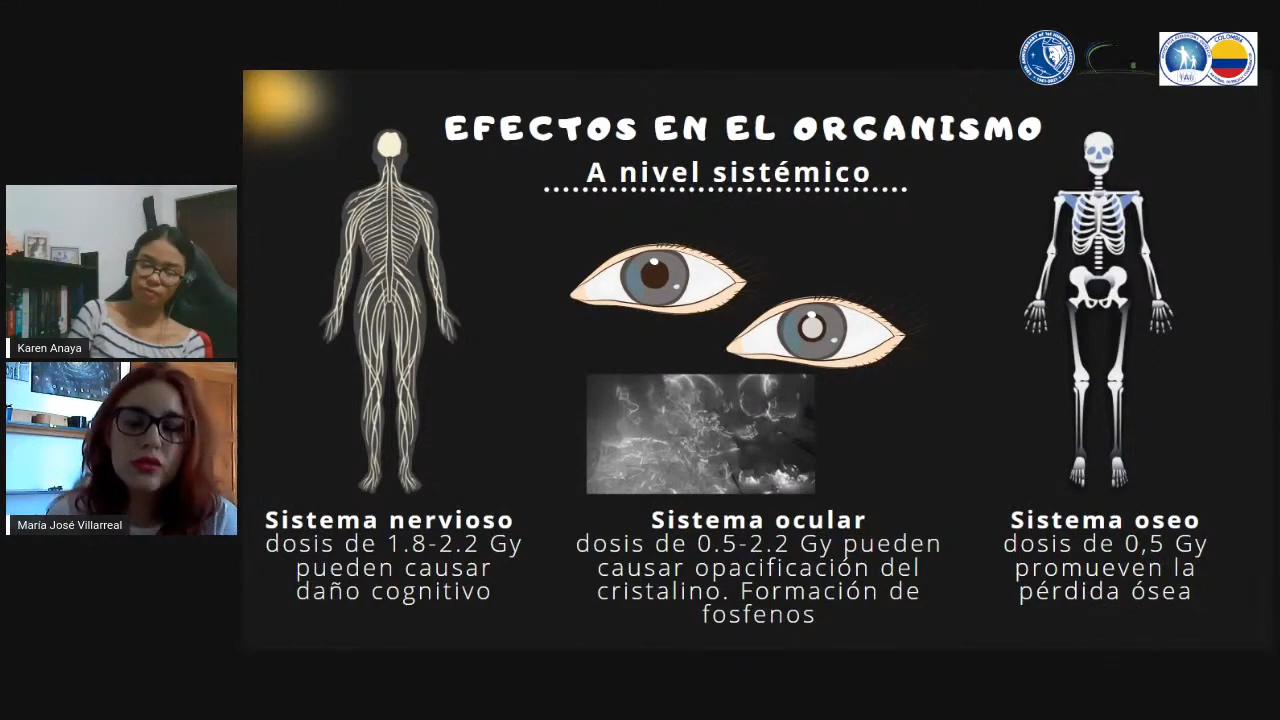 COLOMBIA
EFECTOS EN EL ORGANISMO
A nivel sistémico
Karen Anaya
María José Villarreal
Sistema nervioso
dosis de 1.8-2.2 Gy
pueden causar
daño cognitivo
Sistema ocular
dosis de 0.5-2.2 Gy pueden
causar opacificación del
cristalino. Formación de
fosfenos
Sistema oseo
dosis de 0,5 Gy
promueven la
pérdida ósea